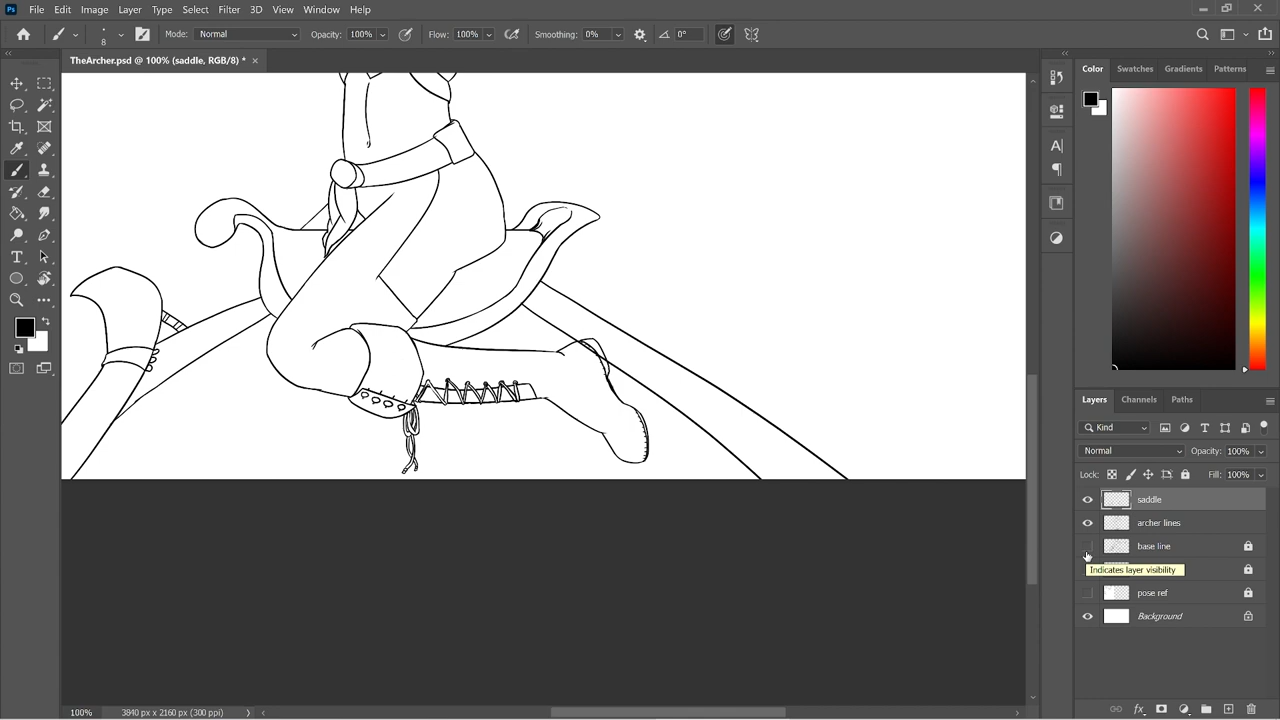 Ps File Edit Image Layer Type Select Filter 3D View Window Help
8 Mode: Normal Opacity: 100% Flow: 100% Smoothing: 0% 0°
TheArcher.psd @ 100% (saddle, RGB/8) * ×
Color Swatches Gradients Patterns
Layers Channels Paths
Kind
Normal Opacity: 100%
Lock: Fill: 100%
saddle
archer lines
base line
Indicates layer visibility
pose ref
Background
100% 3840 px x 2160 px (300 ppi)